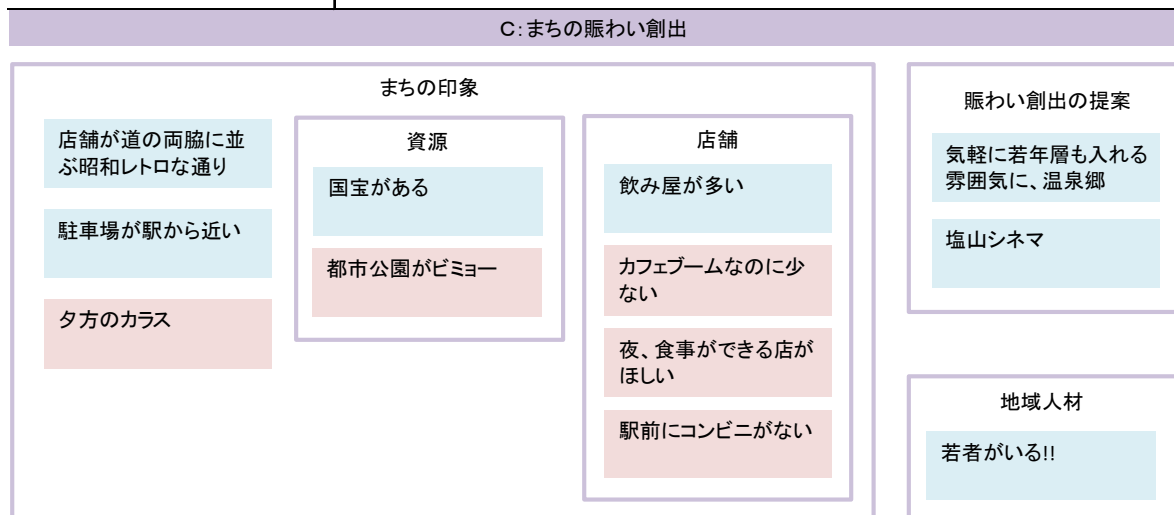 C:まちの賑わい創出
まちの印象
店舗が道の両脇に並
ぶ昭和レトロな通り
駐車場が駅から近い
夕方のカラス
資源
国宝がある
都市公園がビミョー
店舗
飲み屋が多い
カフェブームなのに少
ない
夜、食事ができる店が
ほしい
駅前にコンビニがない
賑わい創出の提案
気軽に若年層も入れる
雰囲気に、温泉郷
塩山シネマ
地域人材
若者がいる!!